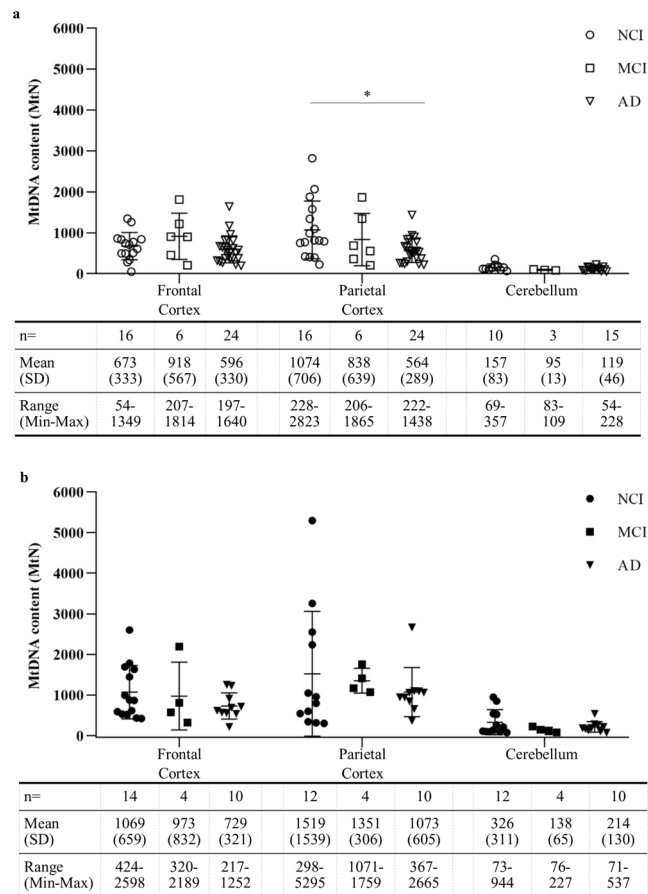 a
6000
5000
4000
3000
2000
1000
0
MtDNA content (MtN)
NCI
MCI
AD
*
Frontal Cortex
Parietal Cortex
Cerebellum
n= 16 6 24 16 6 24 10 3 15
Mean 673 918 596 1074 838 564 157 95 119
(SD) (333) (567) (330) (706) (639) (289) (83) (13) (46)
Range 54- 207- 197- 228- 206- 222- 69- 83- 54-
(Min-Max) 1349 1814 1640 2823 1865 1438 357 109 228
b
6000
5000
4000
3000
2000
1000
0
MtDNA content (MtN)
NCI
MCI
AD
Frontal Cortex
Parietal Cortex
Cerebellum
n= 14 4 10 12 4 10 12 4 10
Mean 1069 973 729 1519 1351 1073 326 138 214
(SD) (659) (832) (321) (1539) (306) (605) (311) (65) (130)
Range 424- 320- 217- 298- 1071- 367- 73- 76- 71-
(Min-Max) 2598 2189 1252 5295 1759 2665 944 227 537